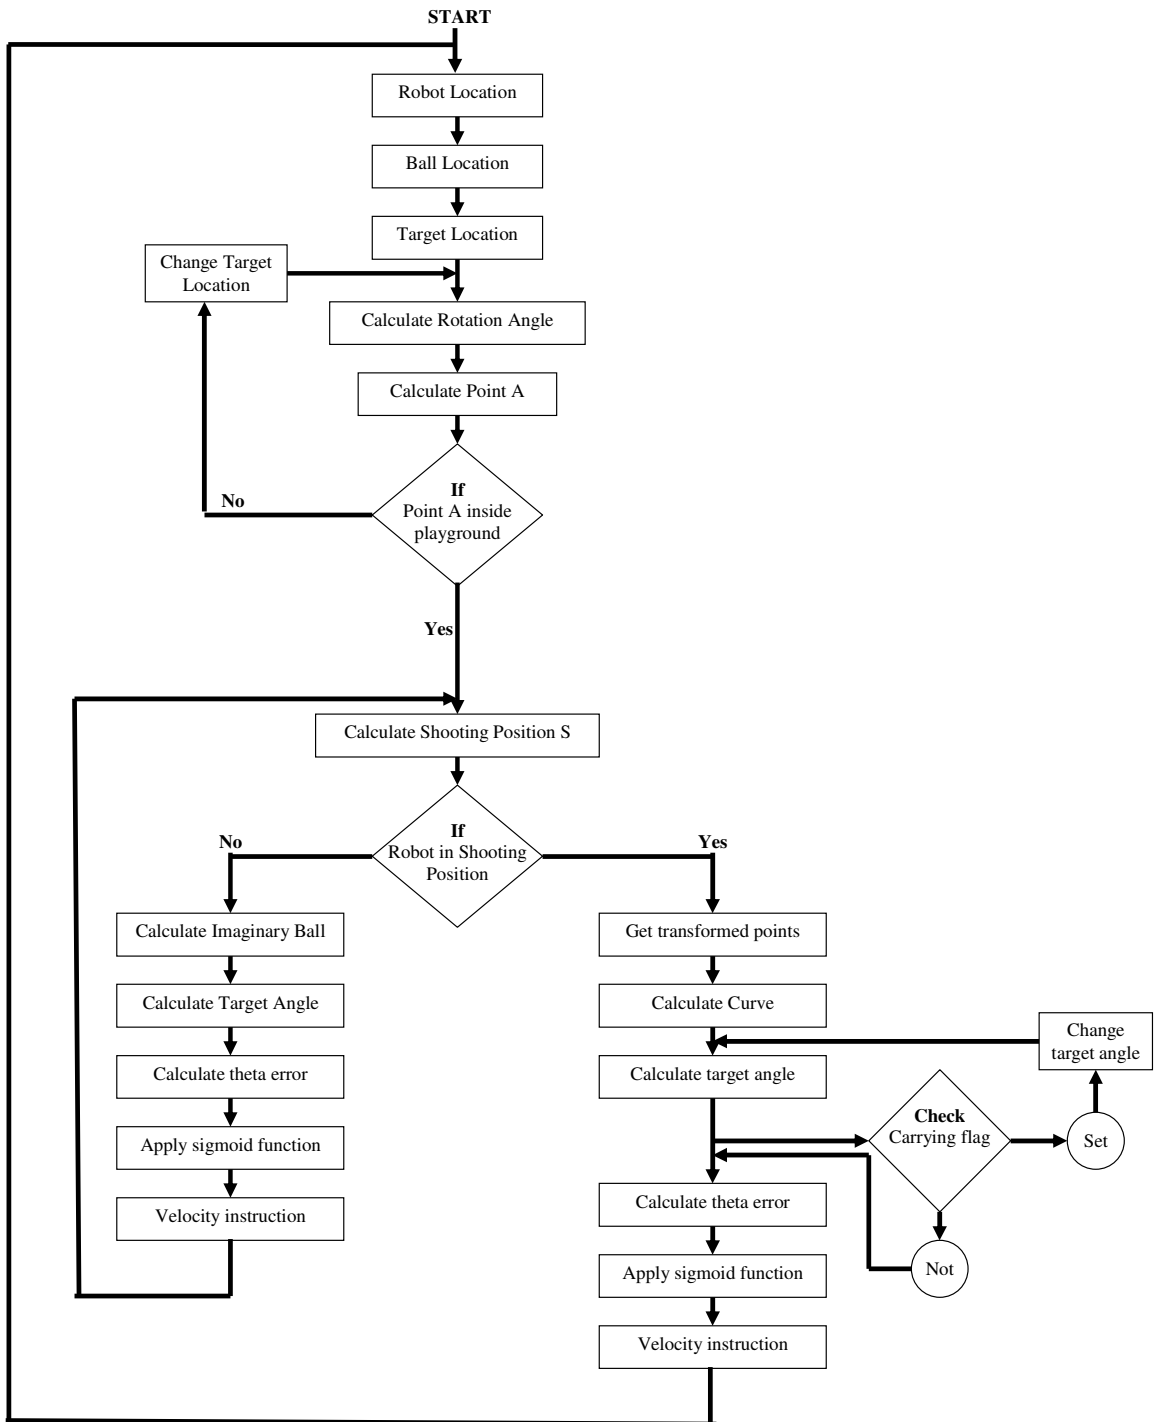 START
Robot Location
Ball Location
Target Location
Change Target
Location
Calculate Rotation Angle
Calculate Point A
If
Point A inside
playground
No
Yes
Calculate Shooting Position S
If
Robot in Shooting
Position
No
Yes
Calculate Imaginary Ball
Calculate Target Angle
Calculate theta error
Apply sigmoid function
Velocity instruction
Get transformed points
Calculate Curve
Calculate target angle
Change
target angle
Check
Carrying flag
Set
Not
Calculate theta error
Apply sigmoid function
Velocity instruction